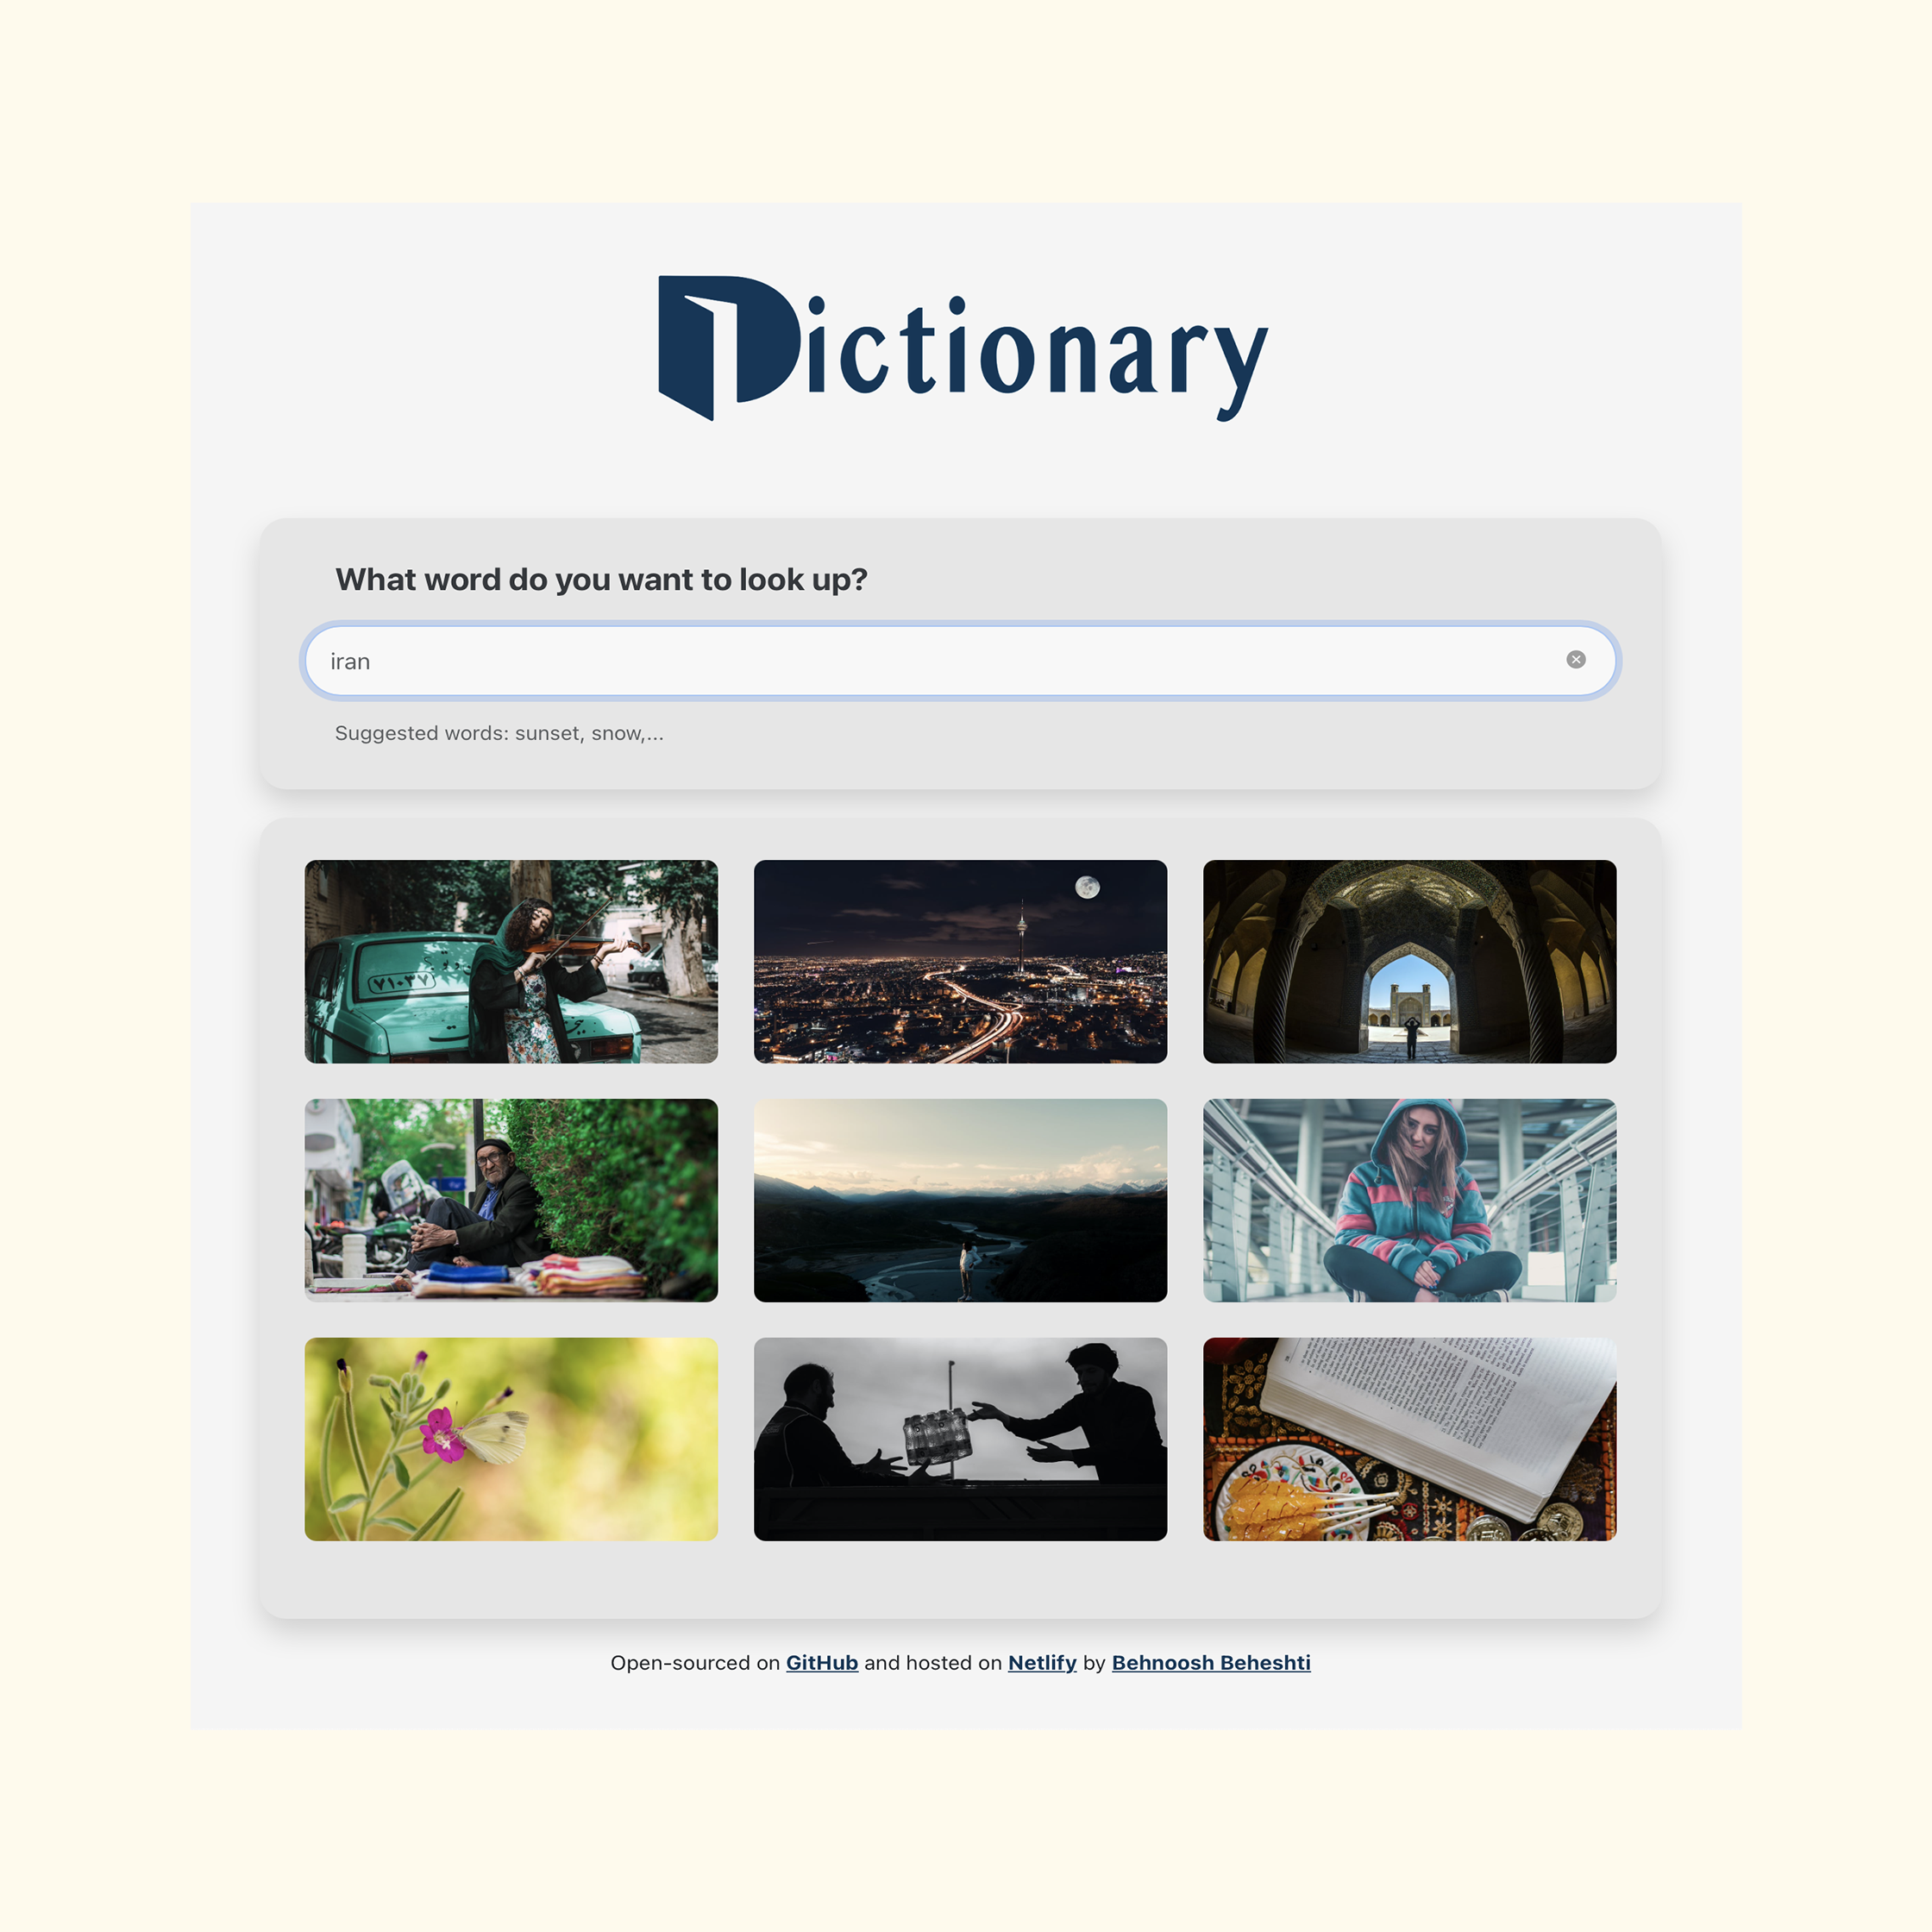 Dictionary
What word do you want to look up?
iran
Suggested words: sunset, snow,...
۷۱۰۳۷
Open-sourced on GitHub and hosted on Netlify by Behnoosh Beheshti